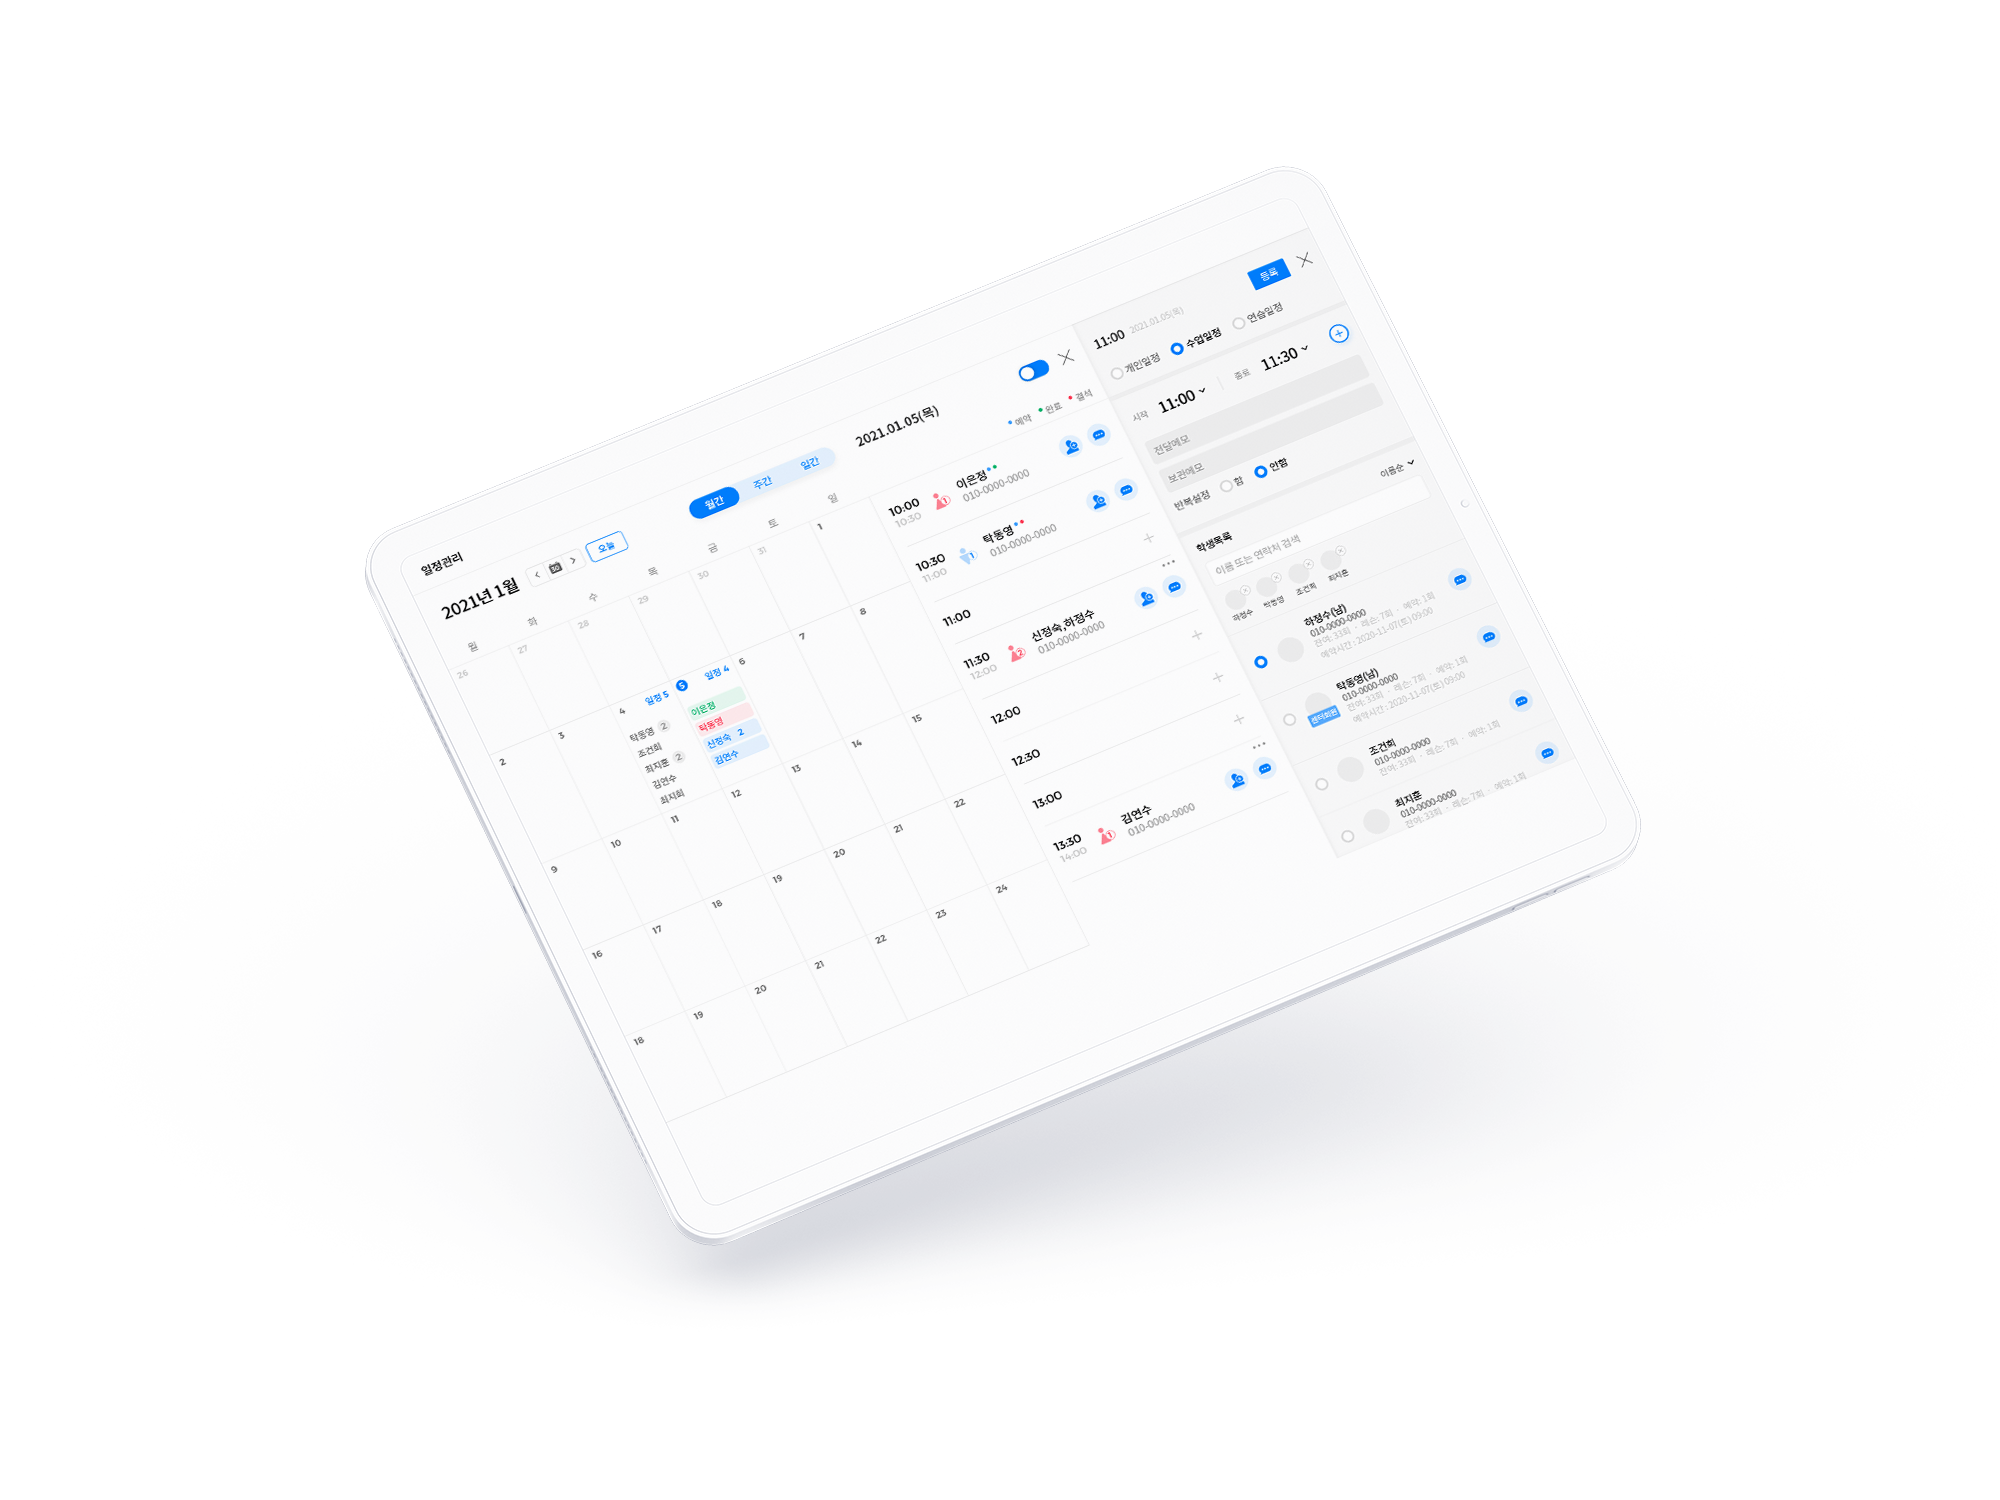 일정관리
2021년 1월
30
오늘
월간 주간 일간
월 화 수 목 금 토 일
26 27 28 29 30 31 1
2 3 4 일정 5 5 일정 4 6 7 8
탁동영 2
조건희
최지훈 2
김연수
최지희
이은정
탁동영
신정숙 2
김연수
9 10 11 12 13 14 15
16 17 18 19 20 21 22
18 19 20 21 22 23 24
2021.01.05(목)
예약 완료 결석
10:00
10:30
1
이은정
010-0000-0000
10:30
11:00
1
탁동영
010-0000-0000
11:00
11:30
12:00
2
신정숙,하정수
010-0000-0000
12:00
12:30
13:00
13:30
14:00
1
김연수
010-0000-0000
11:00 2021.01.05(목)
등록
개인일정 수업일정 연습일정
시작 11:00 종료 11:30
전달메모
보관메모
반복설정 함 안함
학생목록
이름순
이름 또는 연락처 검색
하정수 탁동영 조건희 최지훈
하정수(남)
010-0000-0000
잔여: 33회 · 레슨: 7회 · 예약: 1회
예약시간 : 2020-11-07(토) 09:00
탁동영(남)
010-0000-0000
잔여: 33회 · 레슨: 7회 · 예약: 1회
예약시간 : 2020-11-07(토) 09:00
센터회원
조건희
010-0000-0000
잔여: 33회 · 레슨: 7회 · 예약: 1회
최지훈
010-0000-0000
잔여: 33회 · 레슨: 7회 · 예약: 1회